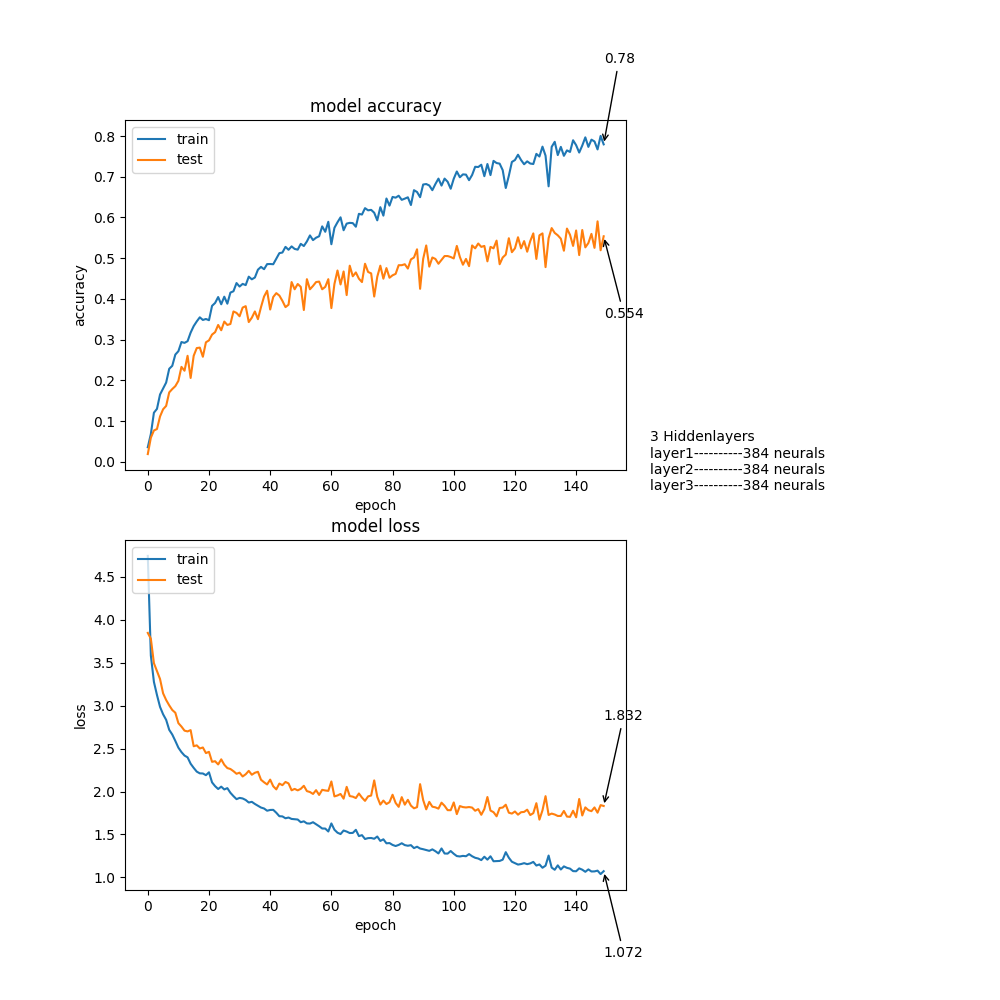 0.78
model accuracy
train
test
0.8
0.7
0.6
0.5
0.4
0.3
0.2
0.1
0.0
accuracy
0.554
0 20 40 60 80 100 120 140
epoch
3 Hiddenlayers
layer1----------384 neurals
layer2----------384 neurals
layer3----------384 neurals
model loss
train
test
4.5
4.0
3.5
3.0
2.5
2.0
1.5
1.0
loss
1.832
0 20 40 60 80 100 120 140
epoch
1.072